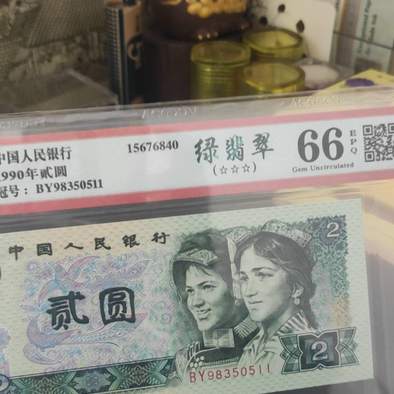 中国人民银行
1990年贰圆
冠号：BY98350511
15676840
绿翡翠
(☆☆☆)
66
EPQ
Gem Uncirculated
中国人民银行
2
贰圆
BY98350511
2